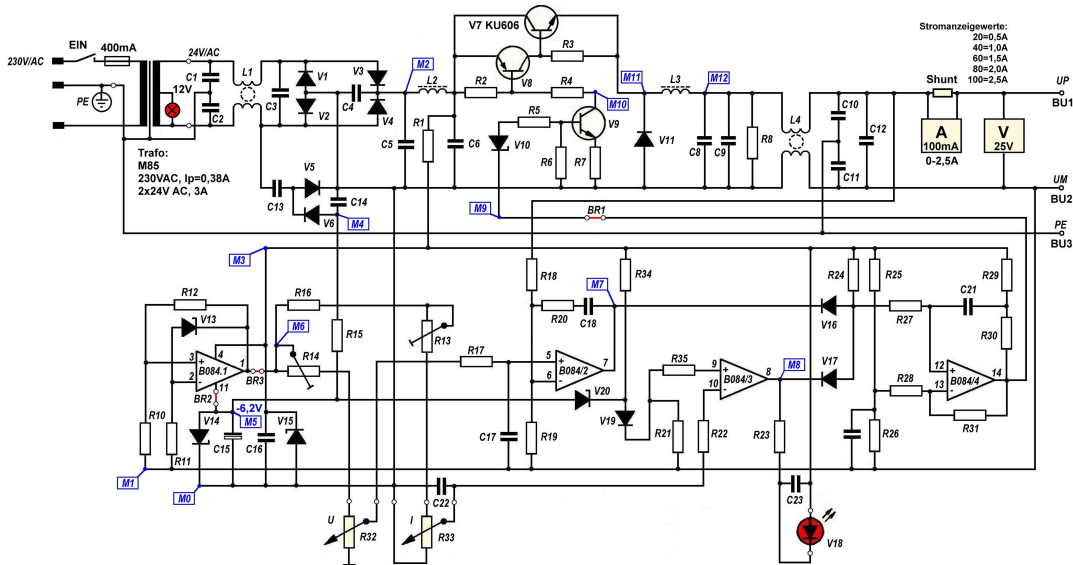 V7 KU606
Stromanzeigewerte:
20=0,5A
40=1,0A
60=1,5A
80=2,0A
100=2,5A
EIN
400mA
24V/AC
L1
V1
V3
M2
L2
R3
V8
R2
R4
M11
L3
M12
Shunt
UP
BU1
230V/AC
PE
C1
12V
C2
C3
V2
C4
V4
M10
R5
V9
V10
R1
C5
C6
R6
R7
V11
C8
C9
R8
L4
C10
C12
C11
A
100mA
0-2,5A
V
25V
Trafo:
M85
230VAC, Ip=0,38A
2x24V AC, 3A
V5
C13
V6
C14
M4
M9
BR1
UM
BU2
PE
BU3
M3
R12
V13
R16
M6
R14
R13
R15
R17
R18
M7
R20
C18
R34
R24
R25
V16
R27
C21
R29
R30
3
2
4
1
11
+
-
B084.1
BR3
BR2
5
6
7
+
-
B084/2
R35
9
10
8
+
-
B084/3
M8
V17
R28
12
13
14
+
-
B084/4
R31
R10
R11
V14
-6,2V
M5
C15
C16
V15
C17
R19
V20
V19
R21
R22
R23
R26
M1
M0
C22
C23
U
R32
I
R33
V18